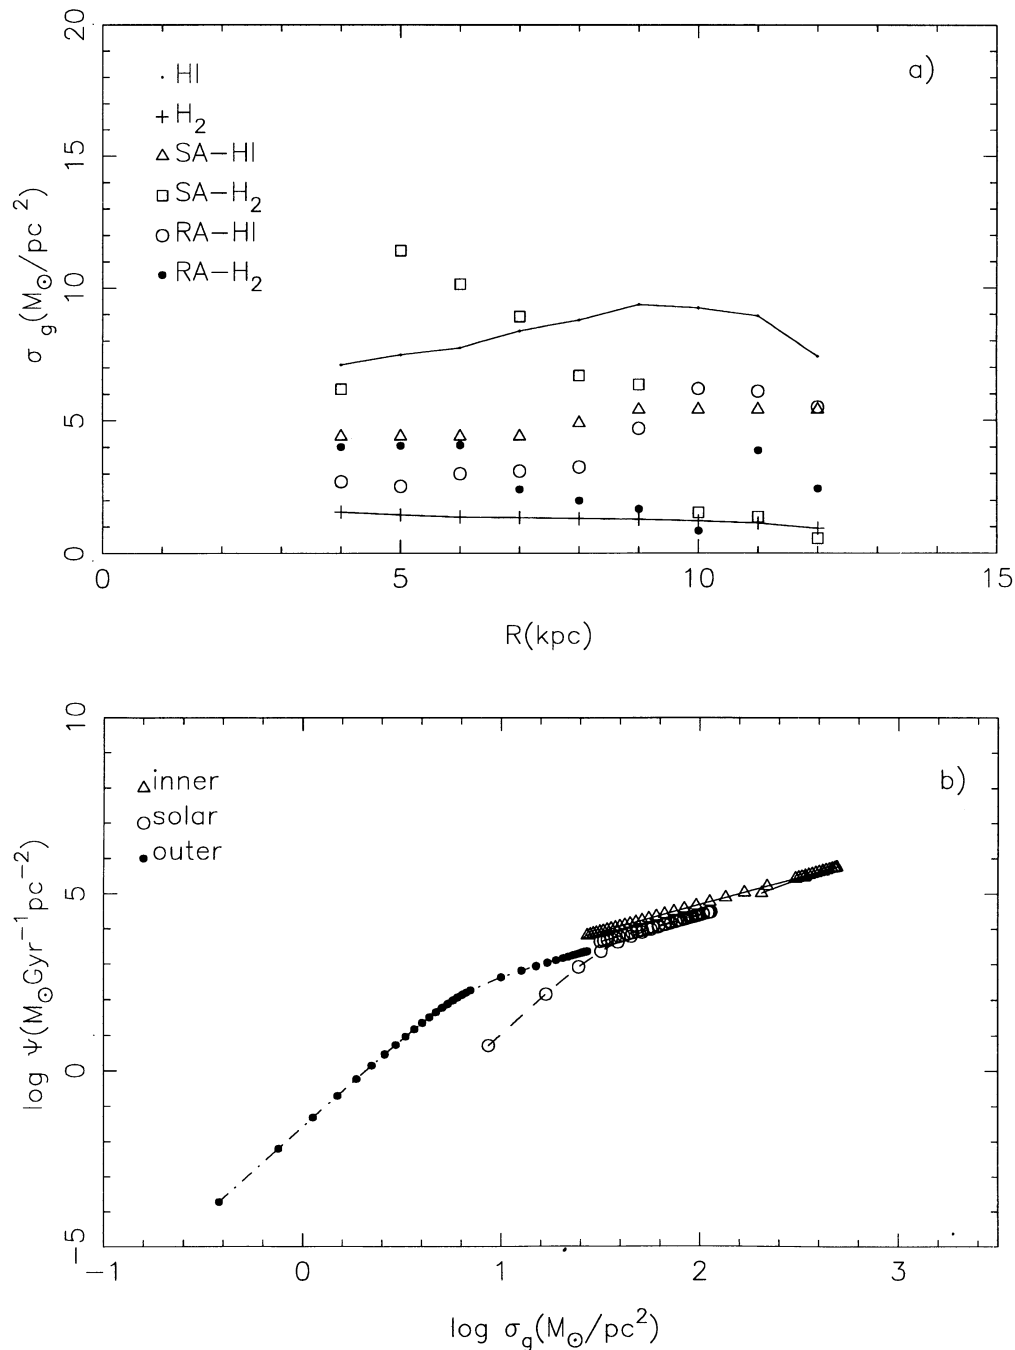 20
15
10
5
0
σ g(M☉/pc 2)
a)
HI
H2
SA-HI
SA-H2
RA-HI
RA-H2
0 5 10 15
R(kpc)
10
5
0
-5
log Ψ(M☉Gyr-1pc-2)
b)
inner
solar
outer
-1 0 1 2 3
log σg(M☉/pc2)